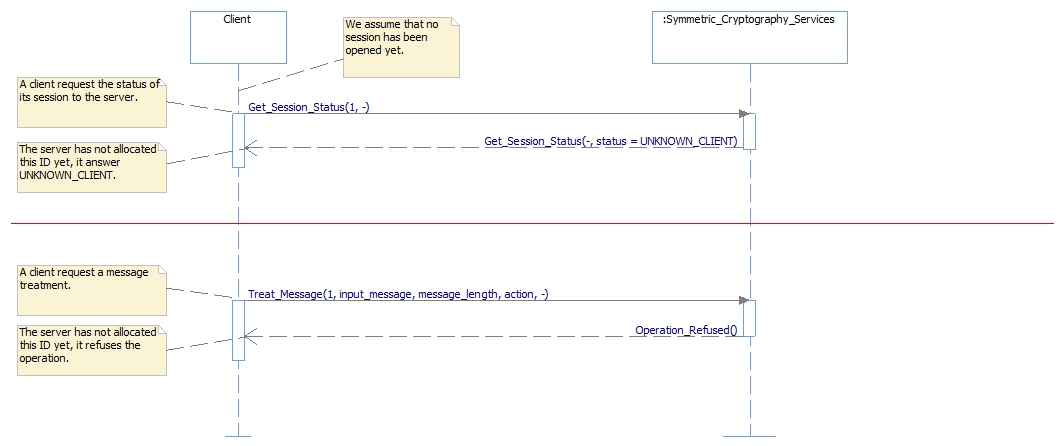 Client
:Symmetric_Cryptography_Services
We assume that no
session has been
opened yet.
A client request the status of
its session to the server.
Get_Session_Status(1, -)
Get_Session_Status(-, status = UNKNOWN_CLIENT)
The server has not allocated
this ID yet, it answer
UNKNOWN_CLIENT.
A client request a message
treatment.
Treat_Message(1, input_message, message_length, action, -)
Operation_Refused()
The server has not allocated
this ID yet, it refuses the
operation.